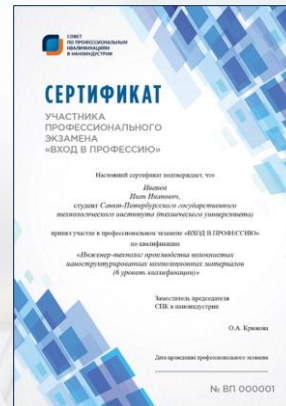 СОВЕТ
ПО ПРОФЕССИОНАЛЬНЫМ
КВАЛИФИКАЦИЯМ
В НАНОИНДУСТРИИ
СЕРТИФИКАТ
УЧАСТНИКА
ПРОФЕССИОНАЛЬНОГО
ЭКЗАМЕНА
«ВХОД В ПРОФЕССИЮ»
Настоящий сертификат подтверждает, что
Иванов
Иван Иванович,
студент Санкт-Петербургского государственного
технологического института (технического университета)
принял участие в профессиональном экзамене «ВХОД В ПРОФЕССИЮ»
по квалификации
«Инженер-технолог производства волокнистых
наноструктурированных композиционных материалов
(6 уровень квалификации)»
Заместитель председателя
СПК в наноиндустрии
О.А. Крюкова
Дата проведения профессионального экзамена
№ ВП 000001